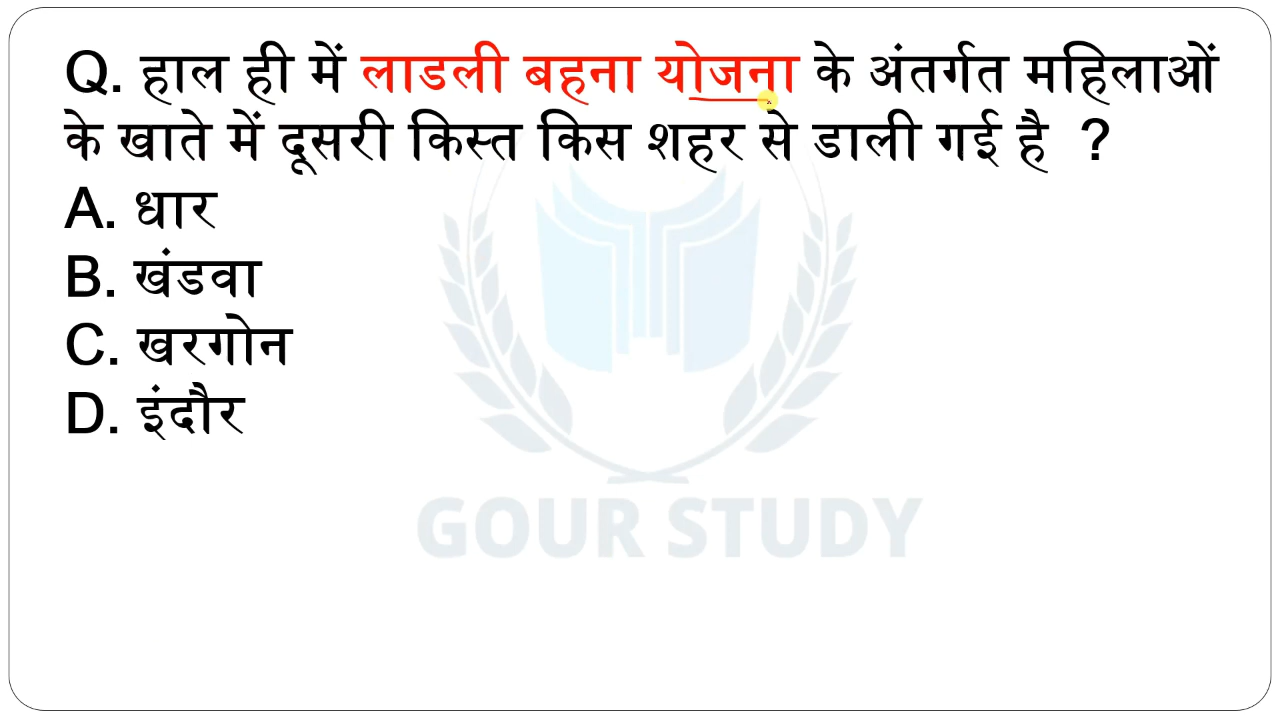 Q. हाल ही में लाडली बहना योजना के अंतर्गत महिलाओं
के खाते में दूसरी किस्त किस शहर से डाली गई है ?
A. धार
B. खंडवा
C. खरगोन
D. इंदौर
GOUR STUDY